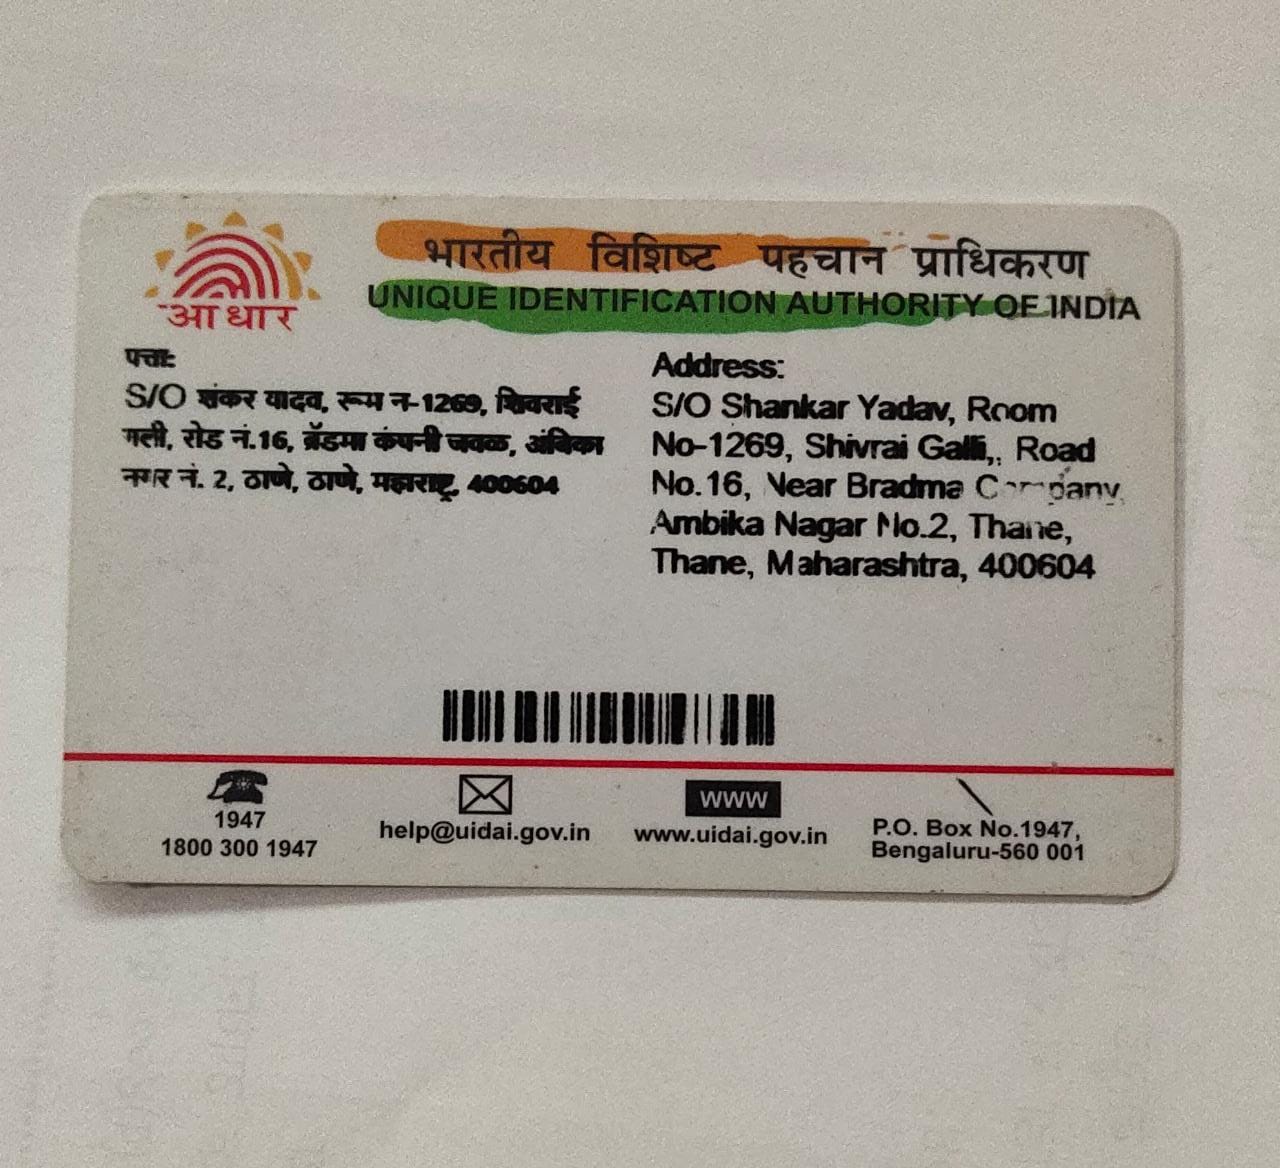 आधार
भारतीय विशिष्ट पहचान प्राधिकरण
UNIQUE IDENTIFICATION AUTHORITY OF INDIA
पत्ता:
S/O शंकर यादव, रूम न-1269, शिवराई
गली, रोड नं.16, ब्रॅडमा कंपनी जवळ, अंबिका
नगर नं. 2, ठाणे, ठाणे, महाराष्ट्र, 400604
Address:
S/O Shankar Yadav, Room
No-1269, Shivrai Galli,, Road
No.16, Near Bradma Company,
Ambika Nagar No.2, Thane,
Thane, Maharashtra, 400604
1947
1800 300 1947
help@uidai.gov.in
WWW
www.uidai.gov.in
P.O. Box No.1947,
Bengaluru-560 001